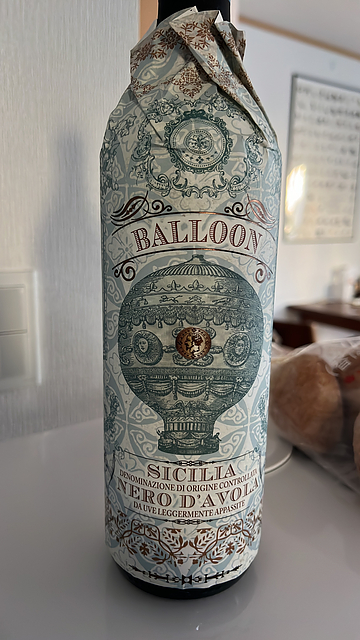 BALLOON
SICILIA
DENOMINAZIONE DI ORIGINE CONTROLLATA
NERO D'AVOLA
DA UVE LEGGERMENTE APPASSITE